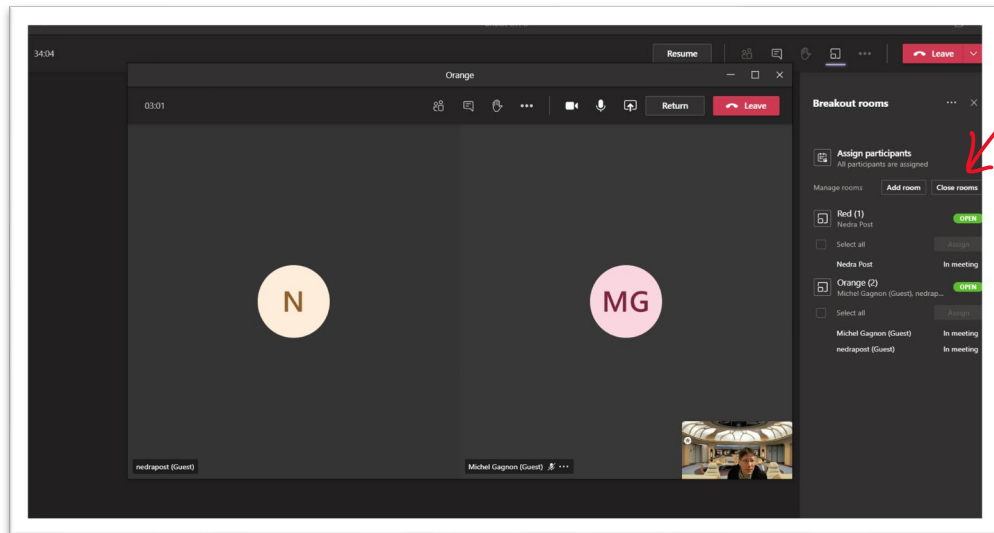 34:04
Resume
Leave
Orange
03:01
Return
Leave
N
MG
nedrapost (Guest)
Michel Gagnon (Guest)
Breakout rooms
Assign participants
All participants are assigned
Manage rooms
Add room
Close rooms
Red (1)
OPEN
Nedra Post
Select all
Assign
Nedra Post
In meeting
Orange (2)
OPEN
Michel Gagnon (Guest), nedrap...
Select all
Assign
Michel Gagnon (Guest)
In meeting
nedrapost (Guest)
In meeting